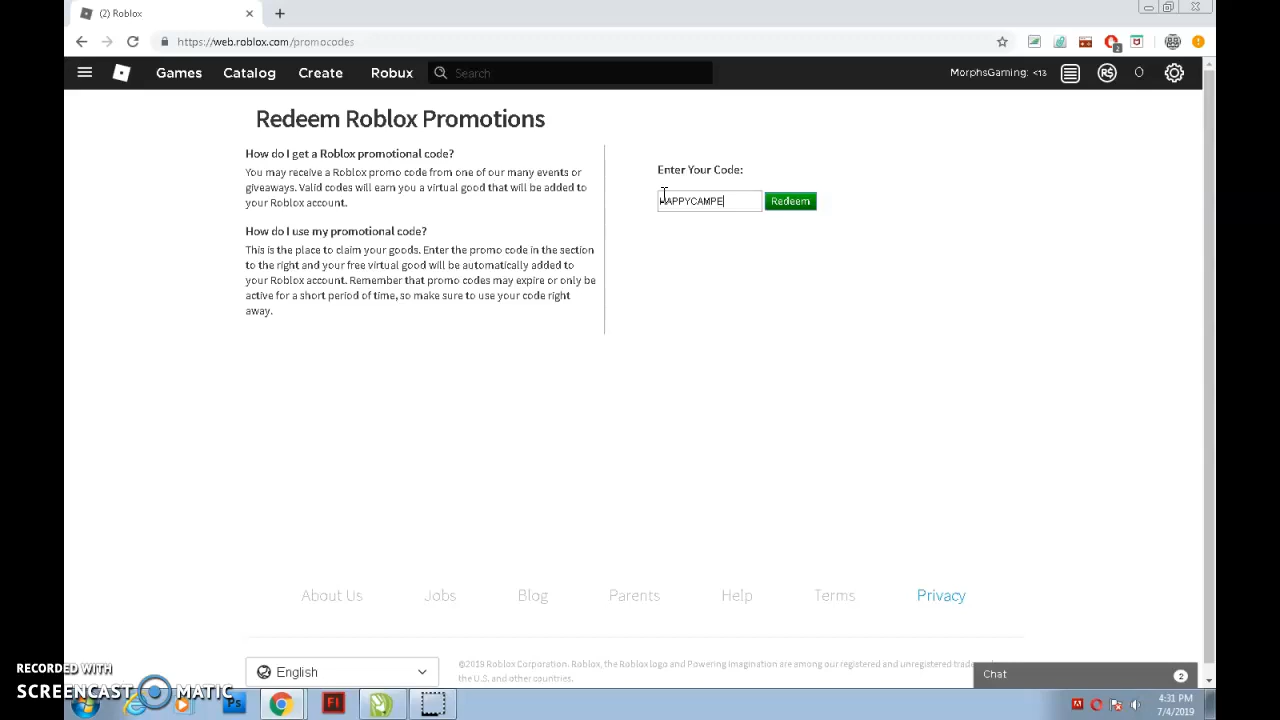 (2) Roblox
https://web.roblox.com/promocodes
2
Games Catalog Create Robux Search MorphsGaming: <13 0
Redeem Roblox Promotions
How do I get a Roblox promotional code?
You may receive a Roblox promo code from one of our many events or
giveaways. Valid codes will earn you a virtual good that will be added to
your Roblox account.
How do I use my promotional code?
This is the place to claim your goods. Enter the promo code in the section
to the right and your free virtual good will be automatically added to
your Roblox account. Remember that promo codes may expire or only be
active for a short period of time, so make sure to use your code right
away.
Enter Your Code:
HAPPYCAMPE Redeem
About Us Jobs Blog Parents Help Terms Privacy
English
©2019 Roblox Corporation. Roblox, the Roblox logo and Powering Imagination are among our registered and unregistered
the U.S. and other countries.
Chat 2
RECORDED WITH
SCREENCAST MATIC
Ps Fl
4:31 PM
7/4/2019